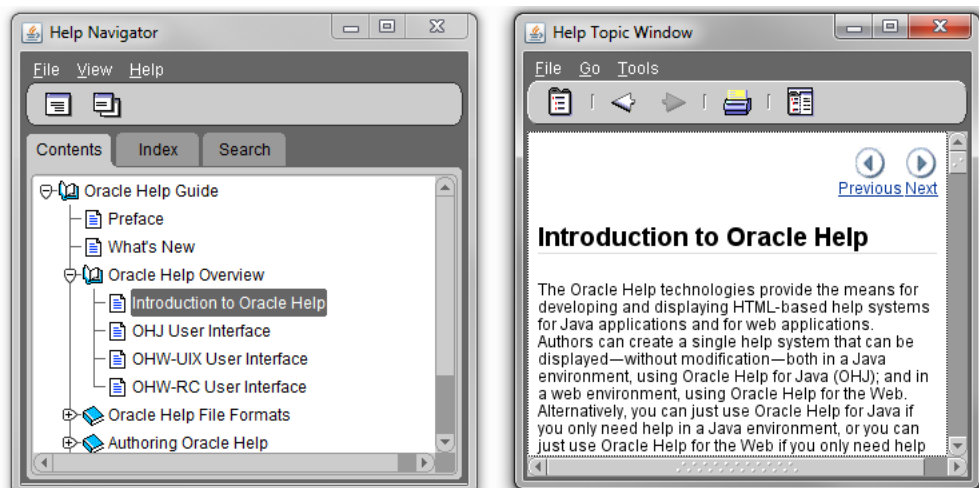 Help Navigator
File View Help
Contents Index Search
Oracle Help Guide
Preface
What's New
Oracle Help Overview
Introduction to Oracle Help
OHJ User Interface
OHW-UIX User Interface
OHW-RC User Interface
Oracle Help File Formats
Authoring Oracle Help
Help Topic Window
File Go Tools
Previous Next
Introduction to Oracle Help
The Oracle Help technologies provide the means for
developing and displaying HTML-based help systems
for Java applications and for web applications.
Authors can create a single help system that can be
displayed—without modification—both in a Java
environment, using Oracle Help for Java (OHJ); and in
a web environment, using Oracle Help for the Web.
Alternatively, you can just use Oracle Help for Java if
you only need help in a Java environment, or you can
just use Oracle Help for the Web if you only need help